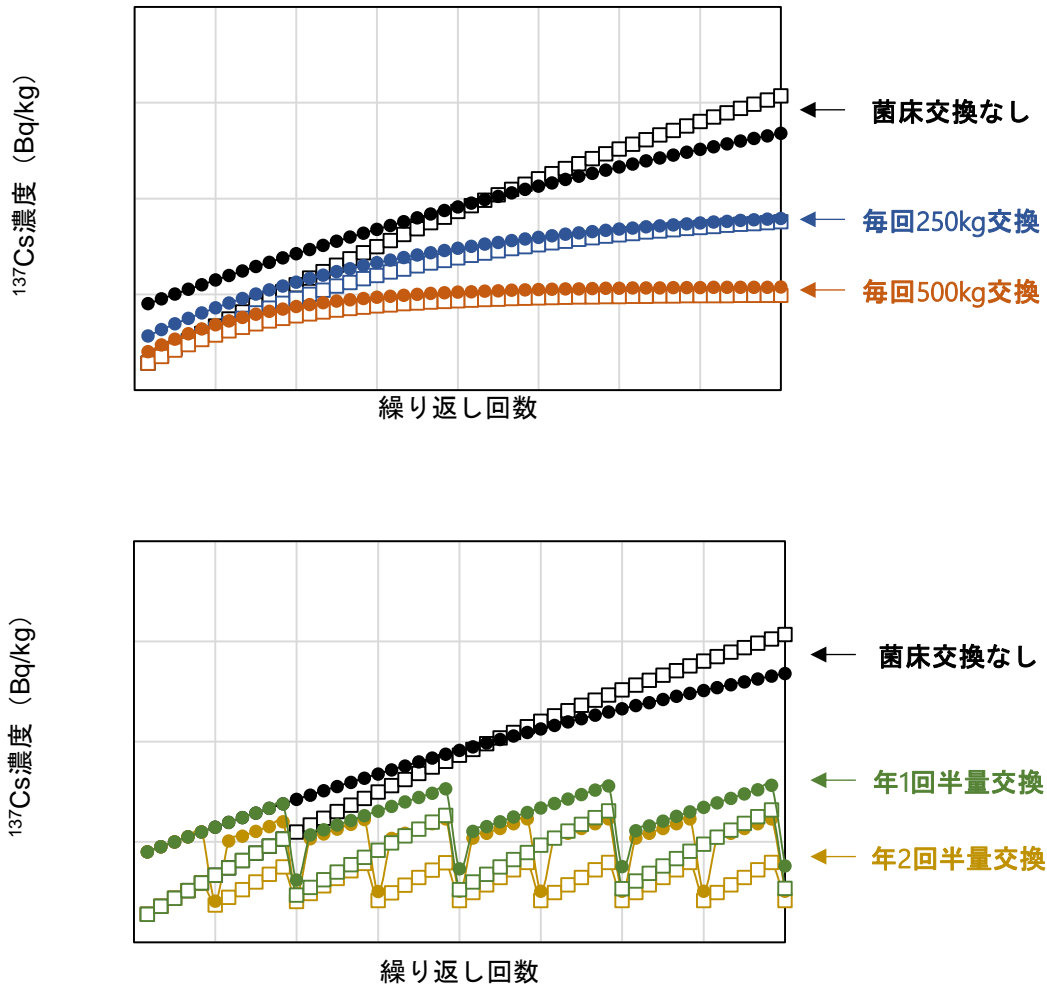 ¹³⁷Cs濃度（Bq/kg）
菌床交換なし
毎回250kg交換
毎回500kg交換
繰り返し回数
¹³⁷Cs濃度（Bq/kg）
菌床交換なし
年1回半量交換
年2回半量交換
繰り返し回数